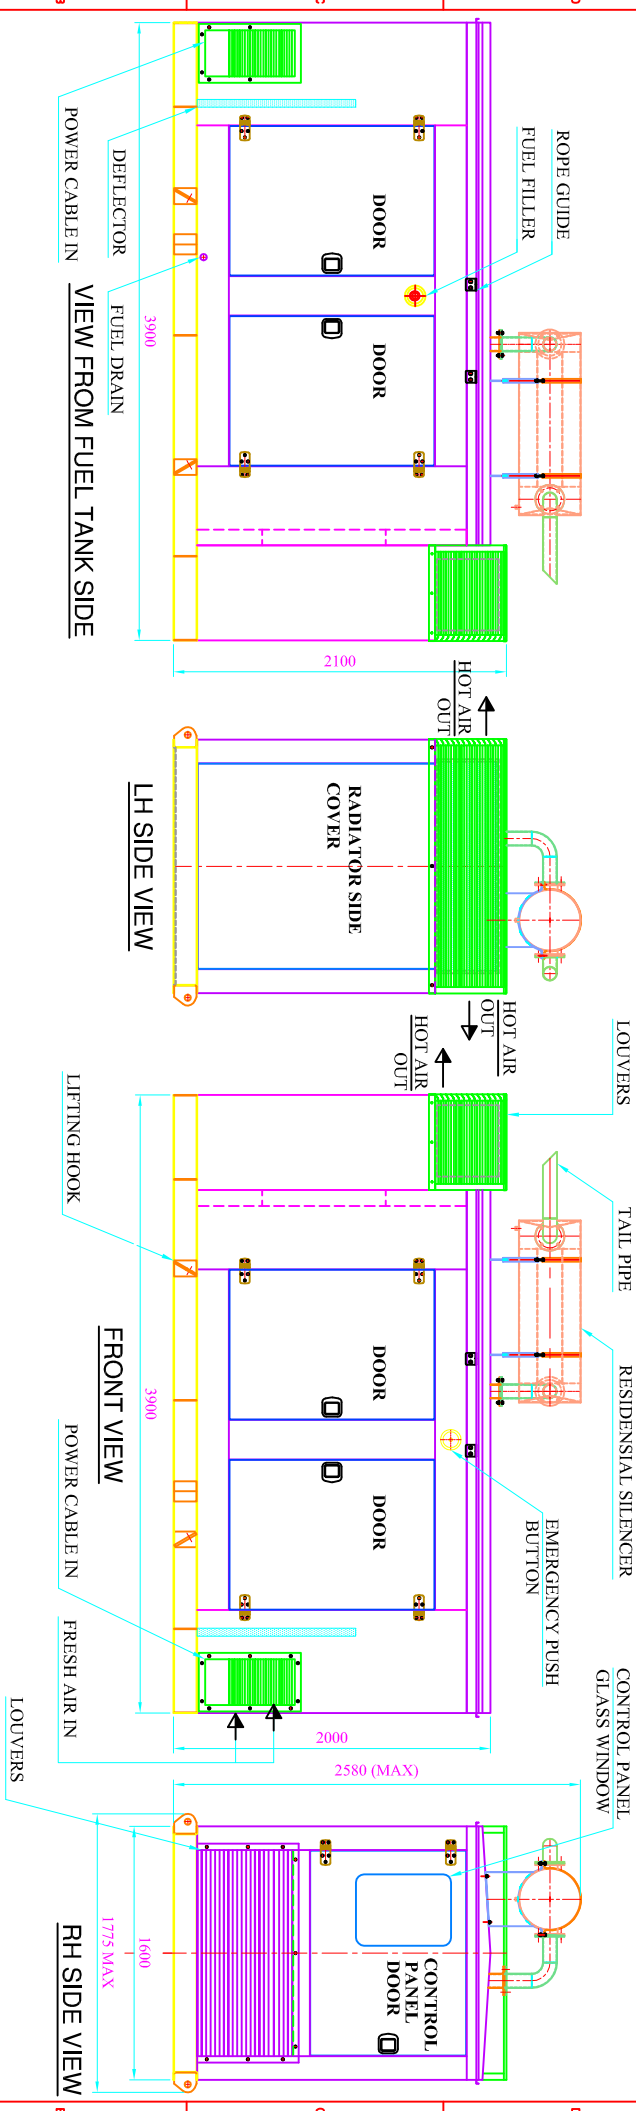 ROPE GUIDE
FUEL FILLER
DOOR
DOOR
POWER CABLE IN
DEFLECTOR
FUEL DRAIN
3900
VIEW FROM FUEL TANK SIDE
2100
HOT AIR
OUT
RADIATOR SIDE
COVER
LH SIDE VIEW
HOT AIR
OUT
HOT AIR
OUT
LOUVERS
TAIL PIPE
RESIDENSIAL SILENCER
EMERGENCY PUSH
BUTTON
DOOR
DOOR
LIFTING HOOK
3900
FRONT VIEW
POWER CABLE IN
FRESH AIR IN
LOUVERS
2000
2580 (MAX)
CONTROL PANEL
GLASS WINDOW
CONTROL
PANEL
DOOR
1600
1775 MAX
RH SIDE VIEW